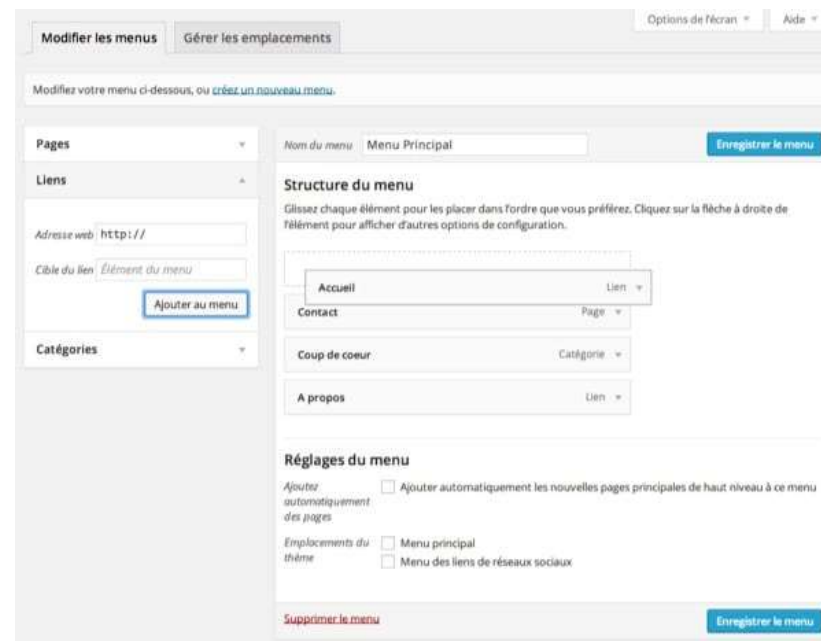 Options de l'écran
Aide
Modifier les menus
Gérer les emplacements
Modifiez votre menu ci-dessous, ou créez un nouveau menu.
Pages
Liens
Adresse web http://
Cible du lien Élément du menu
Ajouter au menu
Catégories
Nom du menu Menu Principal
Enregistrer le menu
Structure du menu
Glissez chaque élément pour les placer dans l'ordre que vous préférez. Cliquez sur la flèche à droite de
l'élément pour afficher d'autres options de configuration.
Accueil Lien
Contact Page
Coup de coeur Catégorie
A propos Lien
Réglages du menu
Ajoutez
automatiquement
des pages
Ajouter automatiquement les nouvelles pages principales de haut niveau à ce menu
Emplacements du
thème
Menu principal
Menu des liens de réseaux sociaux
Supprimer le menu
Enregistrer le menu